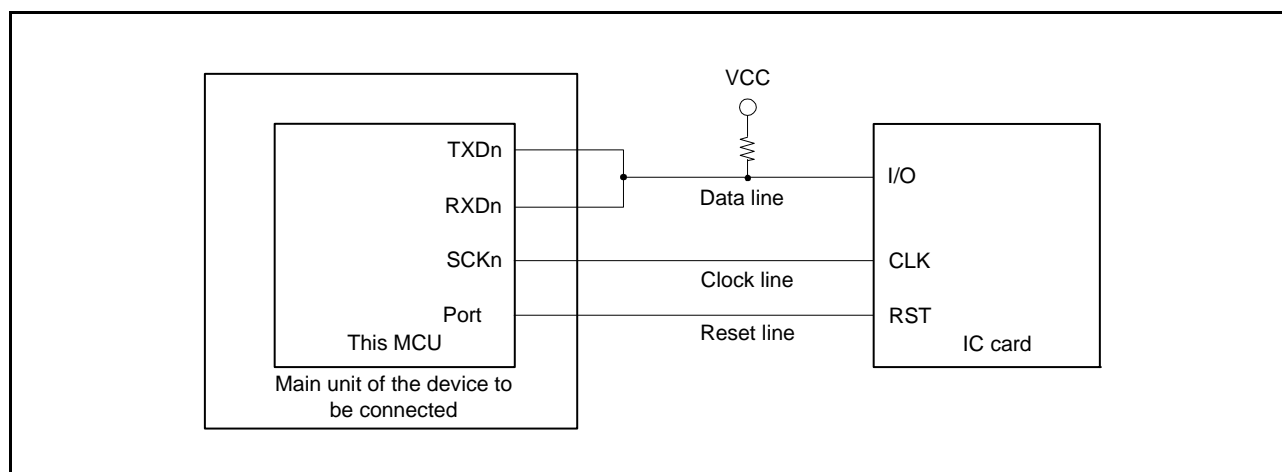 VCC
TXDn
I/O
Data line
RXDn
SCKn
CLK
Clock line
Port
RST
Reset line
This MCU
IC card
Main unit of the device to
be connected